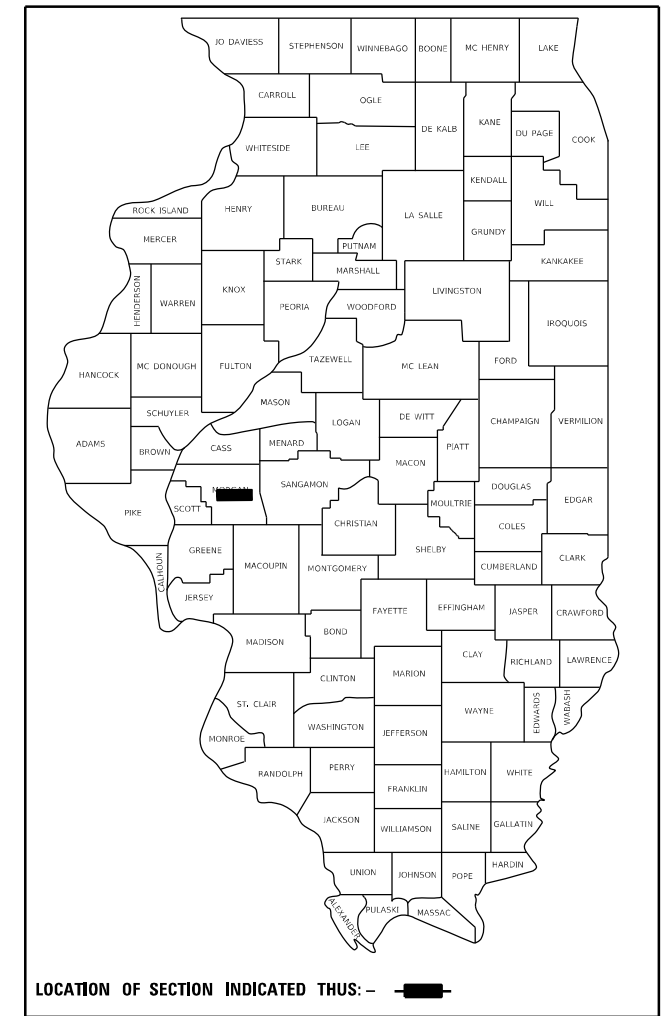 JO DAVIESS STEPHENSON WINNEBAGO BOONE MC HENRY LAKE
CARROLL OGLE DE KALB KANE DU PAGE COOK
WHITESIDE LEE
KENDALL
ROCK ISLAND HENRY BUREAU LA SALLE WILL
MERCER PUTNAM GRUNDY
STARK MARSHALL KANKAKEE
HENDERSON WARREN KNOX PEORIA WOODFORD LIVINGSTON IROQUOIS
HANCOCK MC DONOUGH FULTON TAZEWELL MC LEAN FORD
SCHUYLER MASON LOGAN DE WITT PIATT CHAMPAIGN VERMILION
ADAMS BROWN CASS MENARD MACON
PIKE SCOTT MORGAN SANGAMON MOULTRIE DOUGLAS EDGAR
CHRISTIAN COLES
CALHOUN GREENE MACOUPIN MONTGOMERY SHELBY CUMBERLAND CLARK
JERSEY FAYETTE EFFINGHAM JASPER CRAWFORD
MADISON BOND CLAY RICHLAND LAWRENCE
CLINTON MARION
ST. CLAIR WASHINGTON WAYNE EDWARDS WABASH
MONROE JEFFERSON
RANDOLPH PERRY FRANKLIN HAMILTON WHITE
JACKSON WILLIAMSON SALINE GALLATIN
UNION JOHNSON POPE HARDIN
ALEXANDER PULASKI MASSAC
LOCATION OF SECTION INDICATED THUS: –